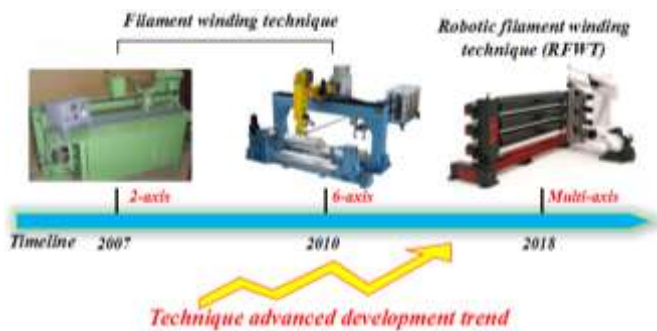 Filament winding technique
Robotic filament winding
technique (RFWT)
2-axis
6-axis
Multi-axis
Timeline
2007
2010
2018
Technique advanced development trend